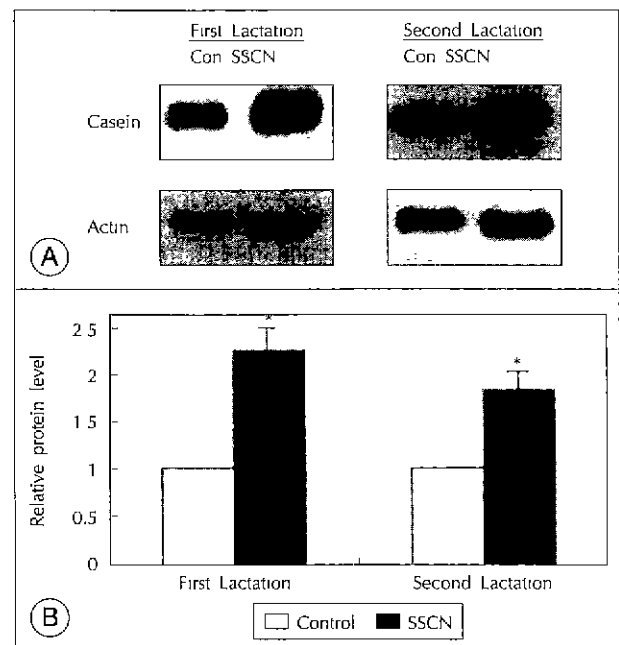 First Lactation Second Lactation
Con SSCN Con SSCN
Casein
Actin
A
2 5
2
1 5
1
0.5
0
Relative protein level
* *
First Lactation Second Lactation
B
Control SSCN